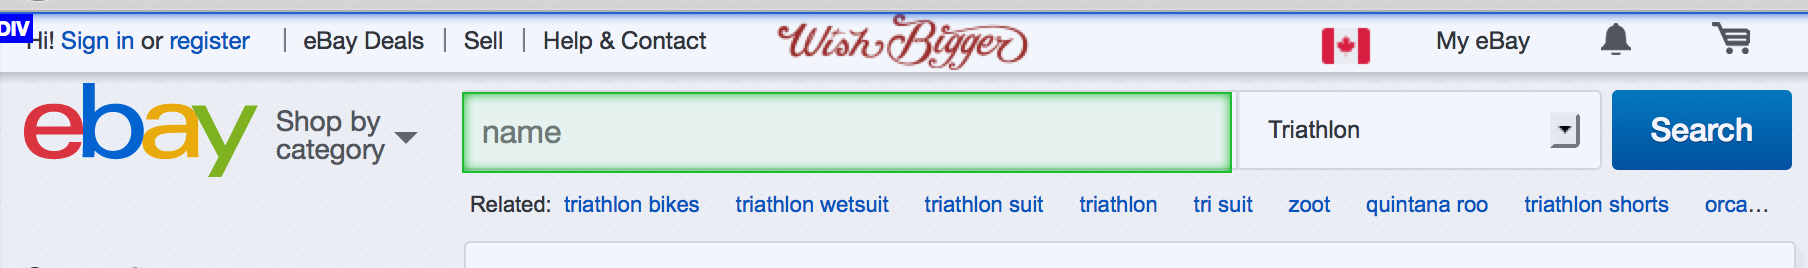 DIV
Hi! Sign in or register | eBay Deals | Sell | Help & Contact Wish Bigger My eBay
ebay Shop by category name Triathlon Search
Related: triathlon bikes triathlon wetsuit triathlon suit triathlon tri suit zoot quintana roo triathlon shorts orca...